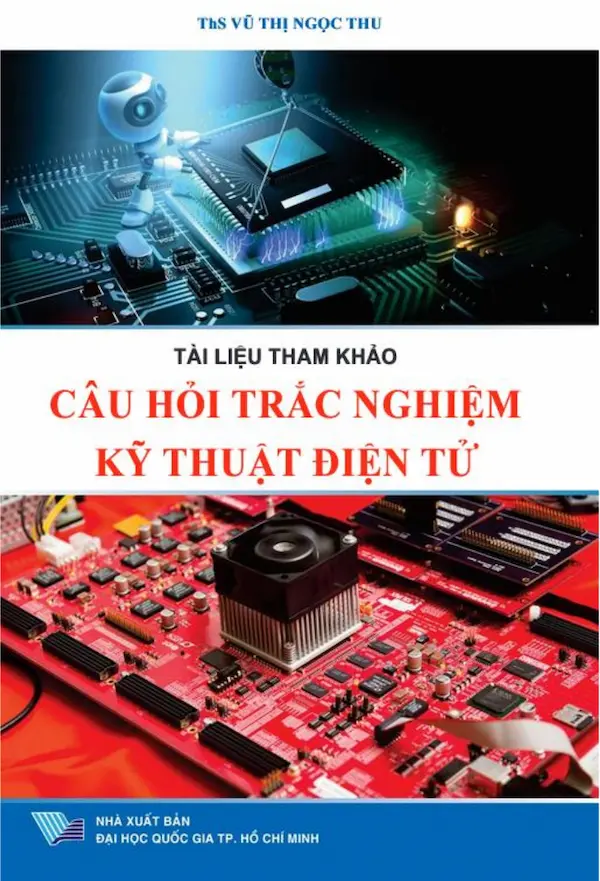 ThS VŨ THỊ NGỌC THU
TÀI LIỆU THAM KHẢO
CÂU HỎI TRẮC NGHIỆM
KỸ THUẬT ĐIỆN TỬ
NHÀ XUẤT BẢN
ĐẠI HỌC QUỐC GIA TP. HỒ CHÍ MINH